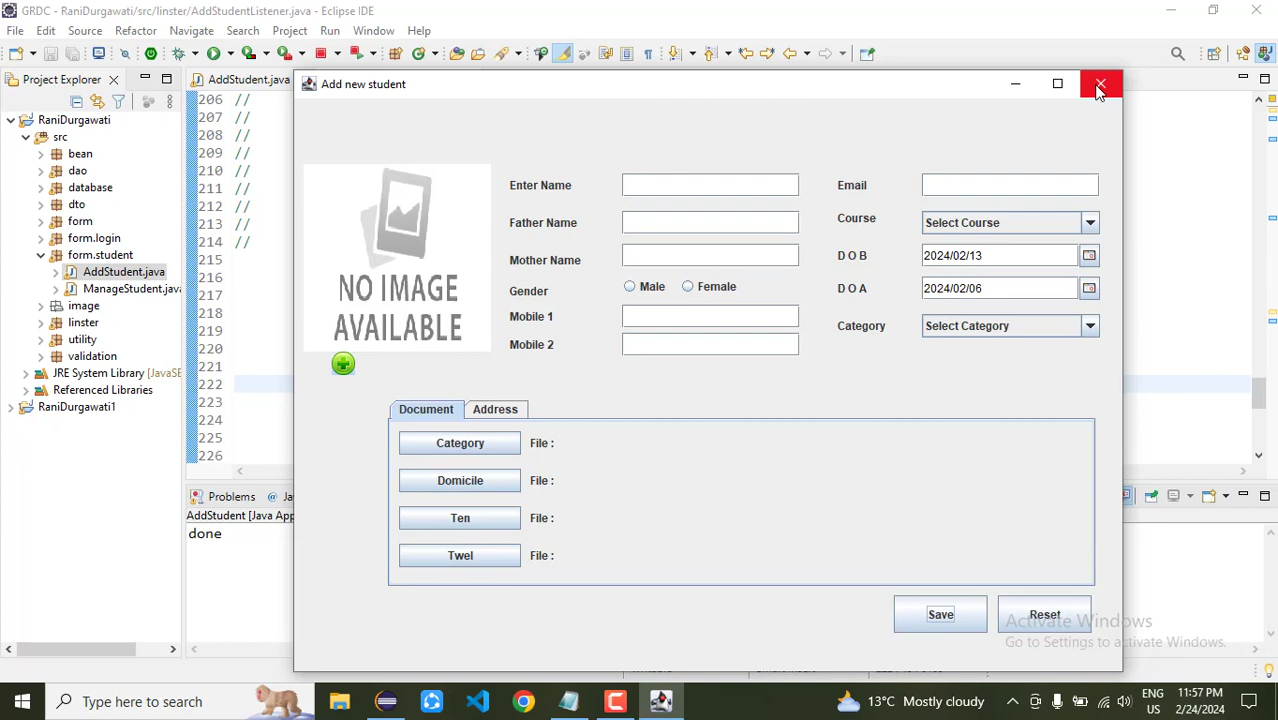 GRDC - RaniDurgawati/src/linster/AddStudentListener.java - Eclipse IDE
File Edit Source Refactor Navigate Search Project Run Window Help
Project Explorer
AddStudent.java
RaniDurgawati
src
bean
dao
database
dto
form
form.login
form.student
AddStudent.java
ManageStudent.java
image
linster
utility
validation
JRE System Library [JavaSE
Referenced Libraries
RaniDurgawati1
206 //
207 //
208 //
209 //
210 //
211 //
212 //
213 //
214 //
215
216
217
218
219
220
221
222
223
224
225
226
Add new student
NO IMAGE
AVAILABLE
Enter Name
Father Name
Mother Name
Gender Male Female
Mobile 1
Mobile 2
Email
Course Select Course
D O B 2024/02/13
D O A 2024/02/06
Category Select Category
Document Address
Category File :
Domicile File :
Ten File :
Twel File :
Save Reset
Problems @ Ja
AddStudent [Java App
done
Activate Windows
Go to Settings to activate Windows.
Type here to search
13°C Mostly cloudy
ENG
US
11:57 PM
2/24/2024